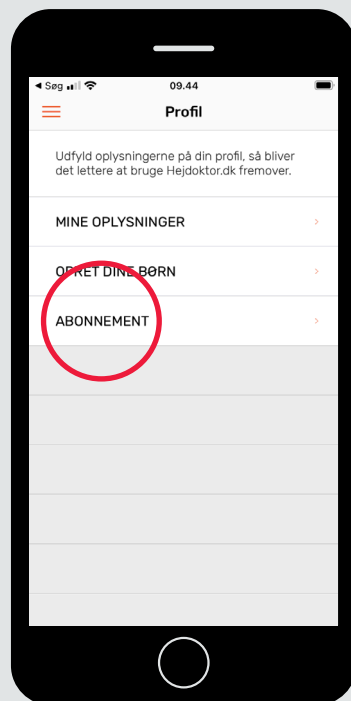 ◀ Søg 09.44
Profil
Udfyld oplysningerne på din profil, så bliver
det lettere at bruge Hejdoktor.dk fremover.
MINE OPLYSNINGER
OPRET DINE BØRN
ABONNEMENT